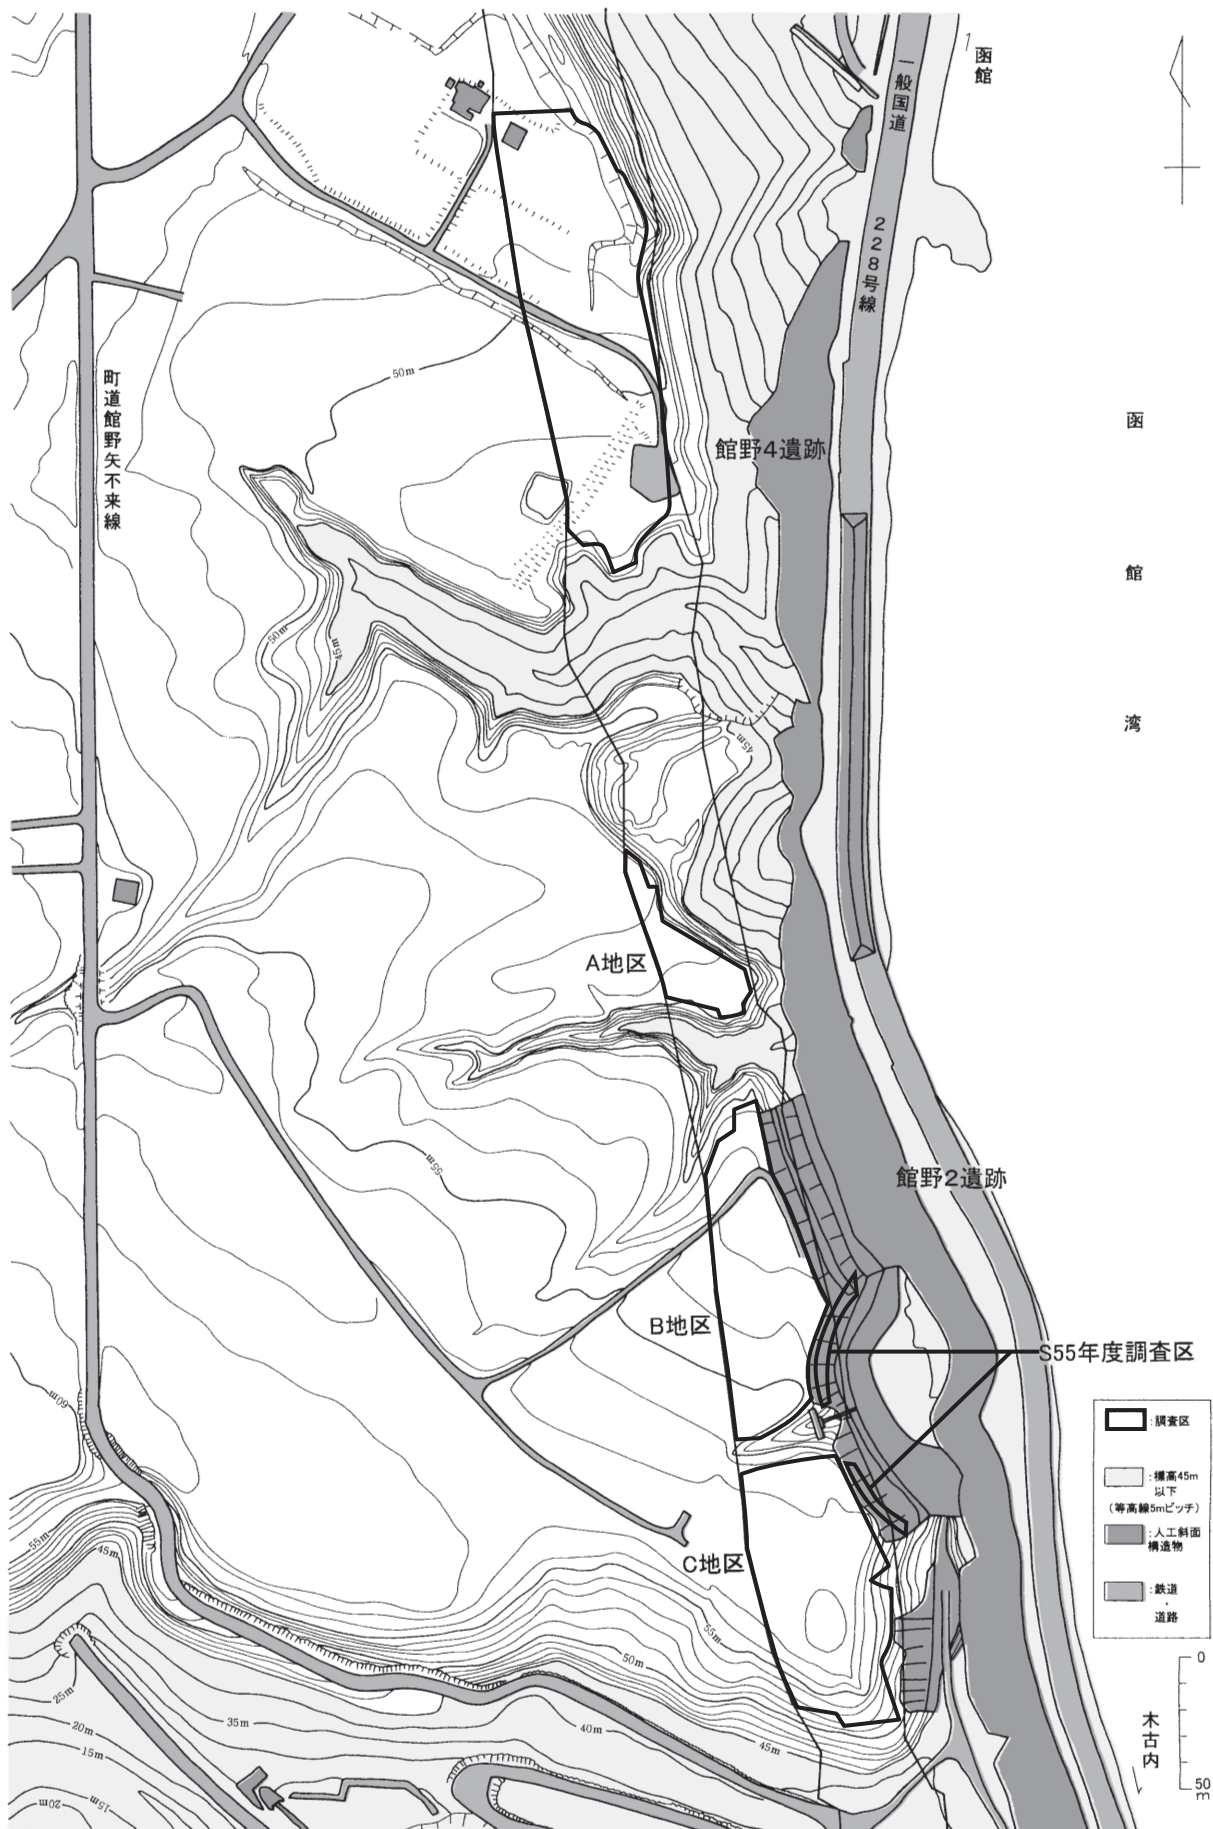 函館
一般国道
228号線
函館湾
町道館野矢不来線
50m
館野4遺跡
50m
45m
45m
A地区
55m
館野2遺跡
B地区
S55年度調査区
60m
:調査区
:標高45m
以下
(等高線5mピッチ)
:人工斜面
構造物
:鉄道
・
道路
C地区
55m
45m
55m
50m
25m
35m
40m
45m
20m
15m
15m
20m
木古内
0
50
m